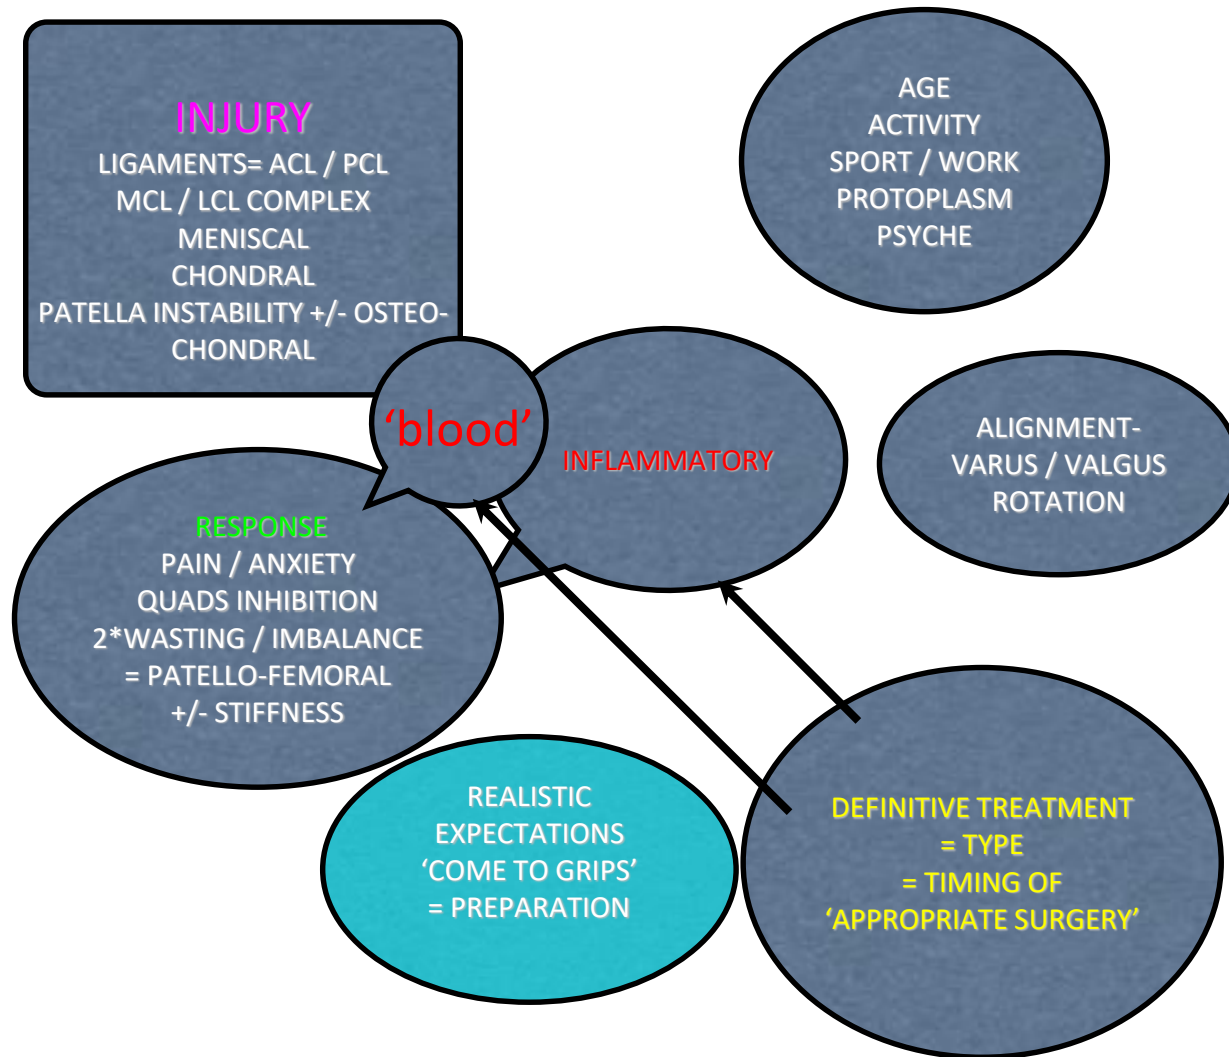 INJURY
LIGAMENTS= ACL / PCL
MCL / LCL COMPLEX
MENISCAL
CHONDRAL
PATELLA INSTABILITY +/- OSTEO-
CHONDRAL
AGE
ACTIVITY
SPORT / WORK
PROTOPLASM
PSYCHE
‘blood’
INFLAMMATORY
ALIGNMENT-
VARUS / VALGUS
ROTATION
RESPONSE
PAIN / ANXIETY
QUADS INHIBITION
2*WASTING / IMBALANCE
= PATELLO-FEMORAL
+/- STIFFNESS
REALISTIC
EXPECTATIONS
‘COME TO GRIPS’
= PREPARATION
DEFINITIVE TREATMENT
= TYPE
= TIMING OF
‘APPROPRIATE SURGERY’